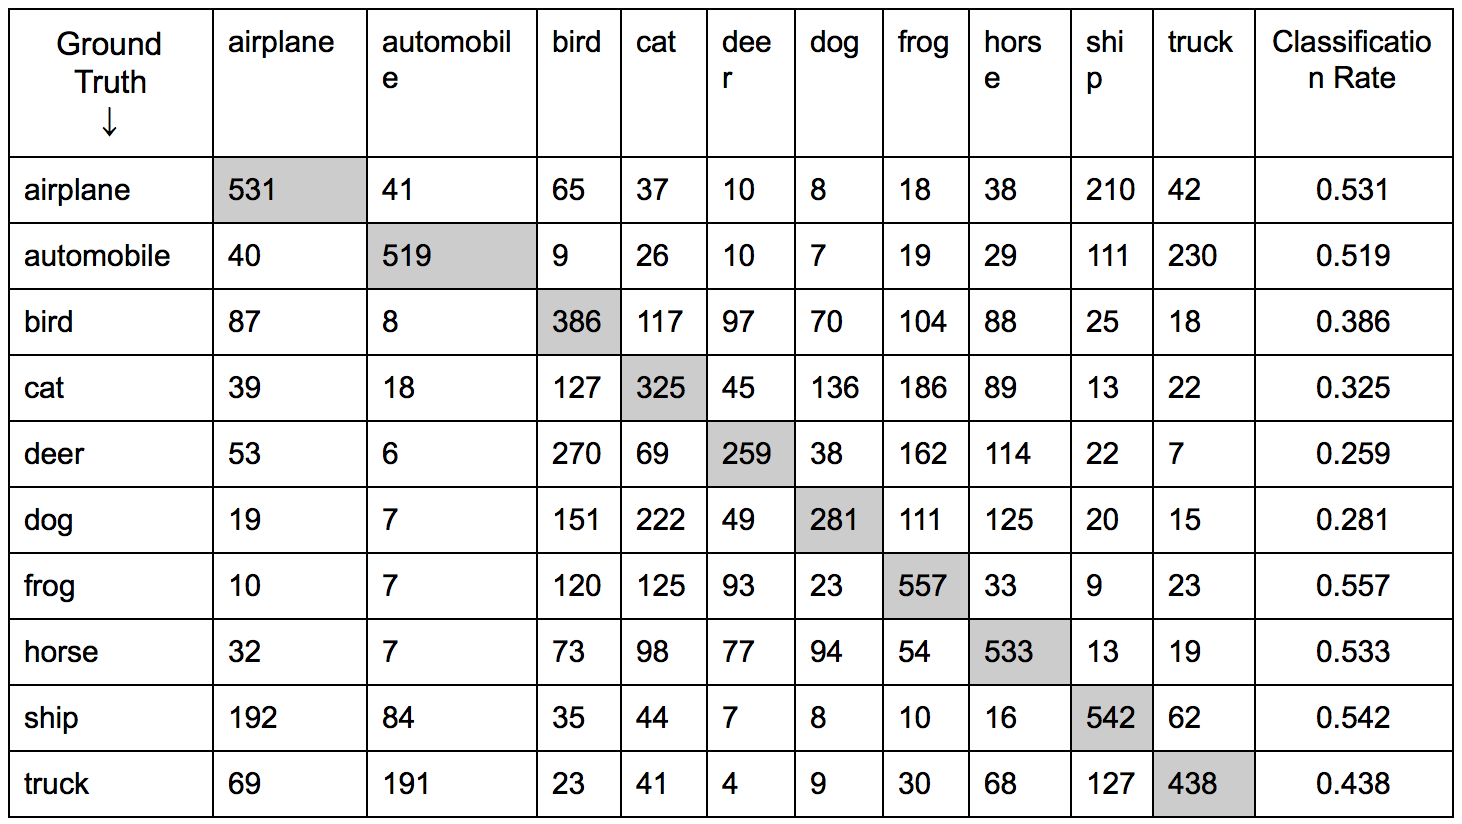 Ground Truth ↓ airplane automobile bird cat deer dog frog horse ship truck Classification Rate
airplane 531 41 65 37 10 8 18 38 210 42 0.531
automobile 40 519 9 26 10 7 19 29 111 230 0.519
bird 87 8 386 117 97 70 104 88 25 18 0.386
cat 39 18 127 325 45 136 186 89 13 22 0.325
deer 53 6 270 69 259 38 162 114 22 7 0.259
dog 19 7 151 222 49 281 111 125 20 15 0.281
frog 10 7 120 125 93 23 557 33 9 23 0.557
horse 32 7 73 98 77 94 54 533 13 19 0.533
ship 192 84 35 44 7 8 10 16 542 62 0.542
truck 69 191 23 41 4 9 30 68 127 438 0.438